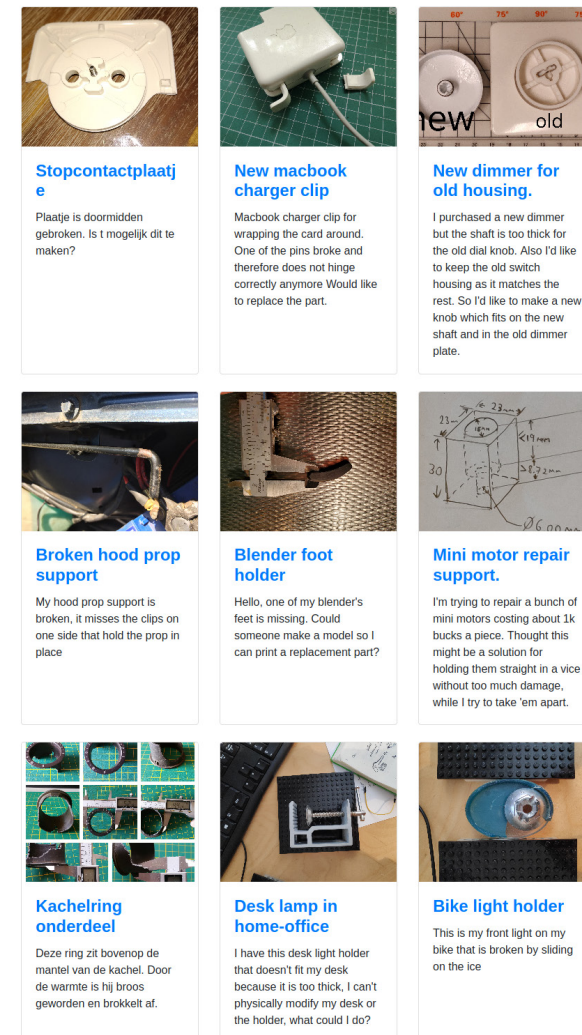 60° 75° 90°
new old
Stopcontactplaatj
e
Plaatje is doormidden
gebroken. Is t mogelijk dit te
maken?
New macbook
charger clip
Macbook charger clip for
wrapping the card around.
One of the pins broke and
therefore does not hinge
correctly anymore Would like
to replace the part.
New dimmer for
old housing.
I purchased a new dimmer
but the shaft is too thick for
the old dial knob. Also I'd like
to keep the old switch
housing as it matches the
rest. So I'd like to make a new
knob which fits on the new
shaft and in the old dimmer
plate.
23mm
23m
18mm
<19mm
30
>8,72mm
Ø6,00mm
Broken hood prop
support
My hood prop support is
broken, it misses the clips on
one side that hold the prop in
place
Blender foot
holder
Hello, one of my blender's
feet is missing. Could
someone make a model so I
can print a replacement part?
Mini motor repair
support.
I'm trying to repair a bunch of
mini motors costing about 1k
bucks a piece. Thought this
might be a solution for
holding them straight in a vice
without too much damage,
while I try to take 'em apart.
Kachelring
onderdeel
Deze ring zit bovenop de
mantel van de kachel. Door
de warmte is hij broos
geworden en brokkelt af.
Desk lamp in
home-office
I have this desk light holder
that doesn't fit my desk
because it is too thick, I can't
physically modify my desk or
the holder, what could I do?
Bike light holder
This is my front light on my
bike that is broken by sliding
on the ice